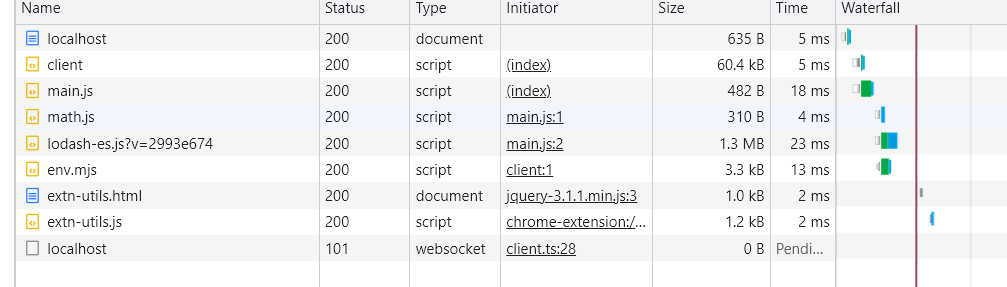 Name Status Type Initiator Size Time Waterfall
localhost 200 document 635 B 5 ms
client 200 script (index) 60.4 kB 5 ms
main.js 200 script (index) 482 B 18 ms
math.js 200 script main.js:1 310 B 4 ms
lodash-es.js?v=2993e674 200 script main.js:2 1.3 MB 23 ms
env.mjs 200 script client:1 3.3 kB 13 ms
extn-utils.html 200 document jquery-3.1.1.min.js:3 1.0 kB 2 ms
extn-utils.js 200 script chrome-extension:/... 1.2 kB 2 ms
localhost 101 websocket client.ts:28 0 B Pendi...